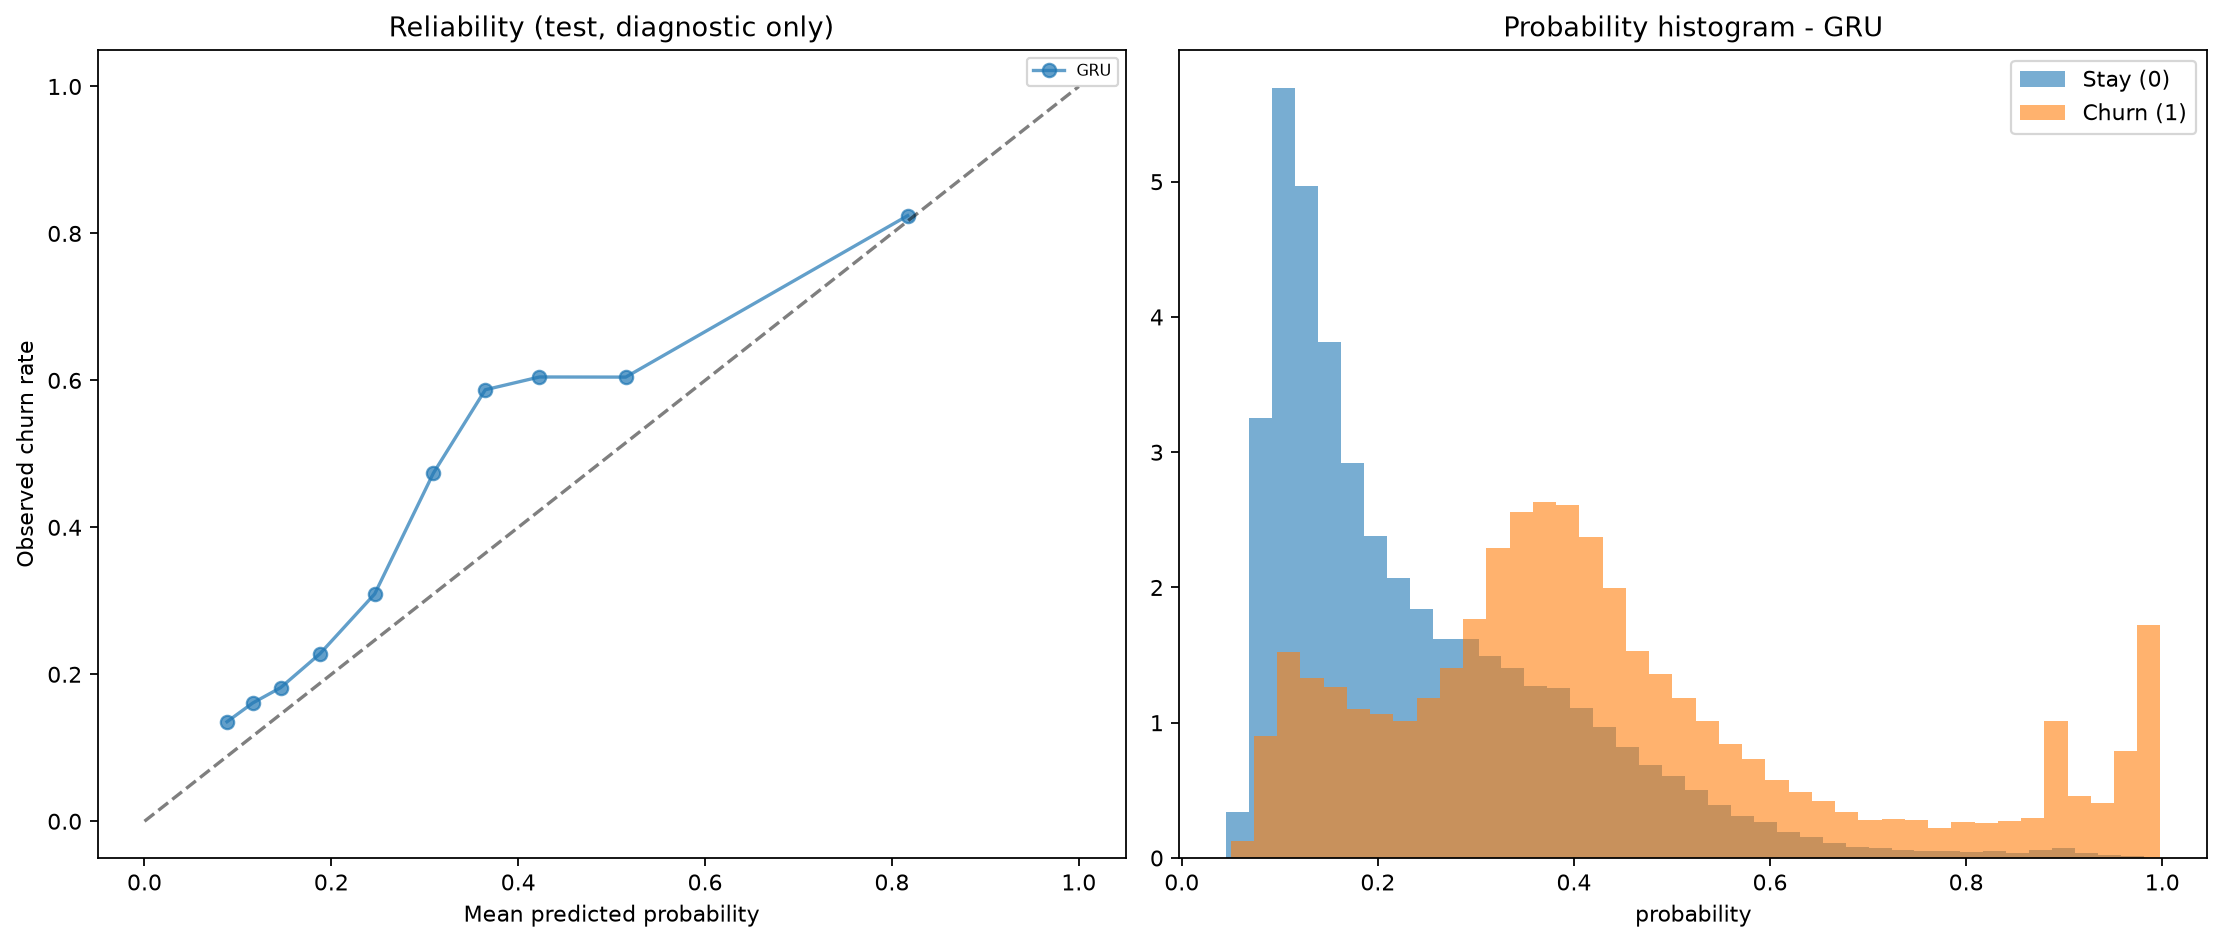 Reliability (test, diagnostic only)
GRU
1.0
0.8
0.6
0.4
0.2
0.0
Observed churn rate
0.0 0.2 0.4 0.6 0.8 1.0
Mean predicted probability
Probability histogram - GRU
Stay (0)
Churn (1)
5
4
3
2
1
0
0.0 0.2 0.4 0.6 0.8 1.0
probability